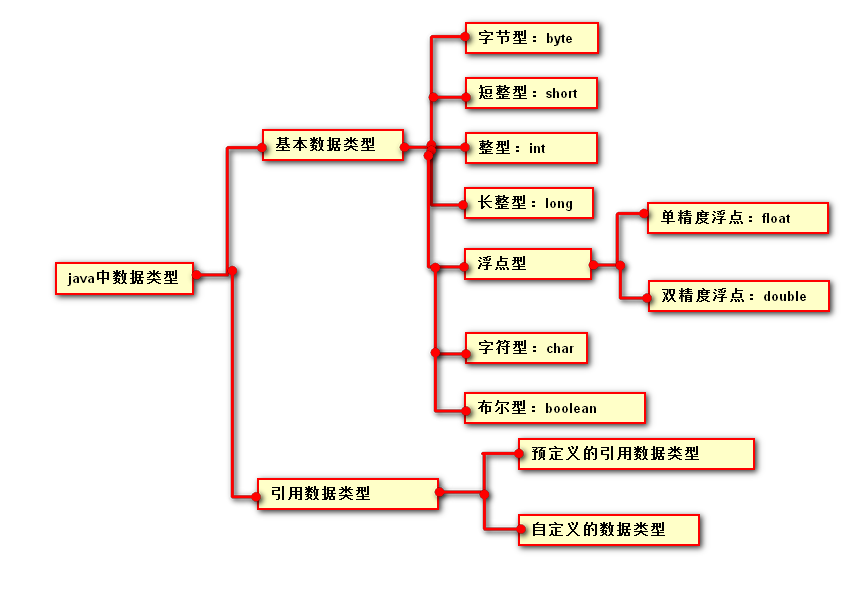 字节型：byte
短整型：short
基本数据类型
整型：int
长整型：long
单精度浮点：float
java中数据类型
浮点型
双精度浮点：double
字符型：char
布尔型：boolean
预定义的引用数据类型
引用数据类型
自定义的数据类型